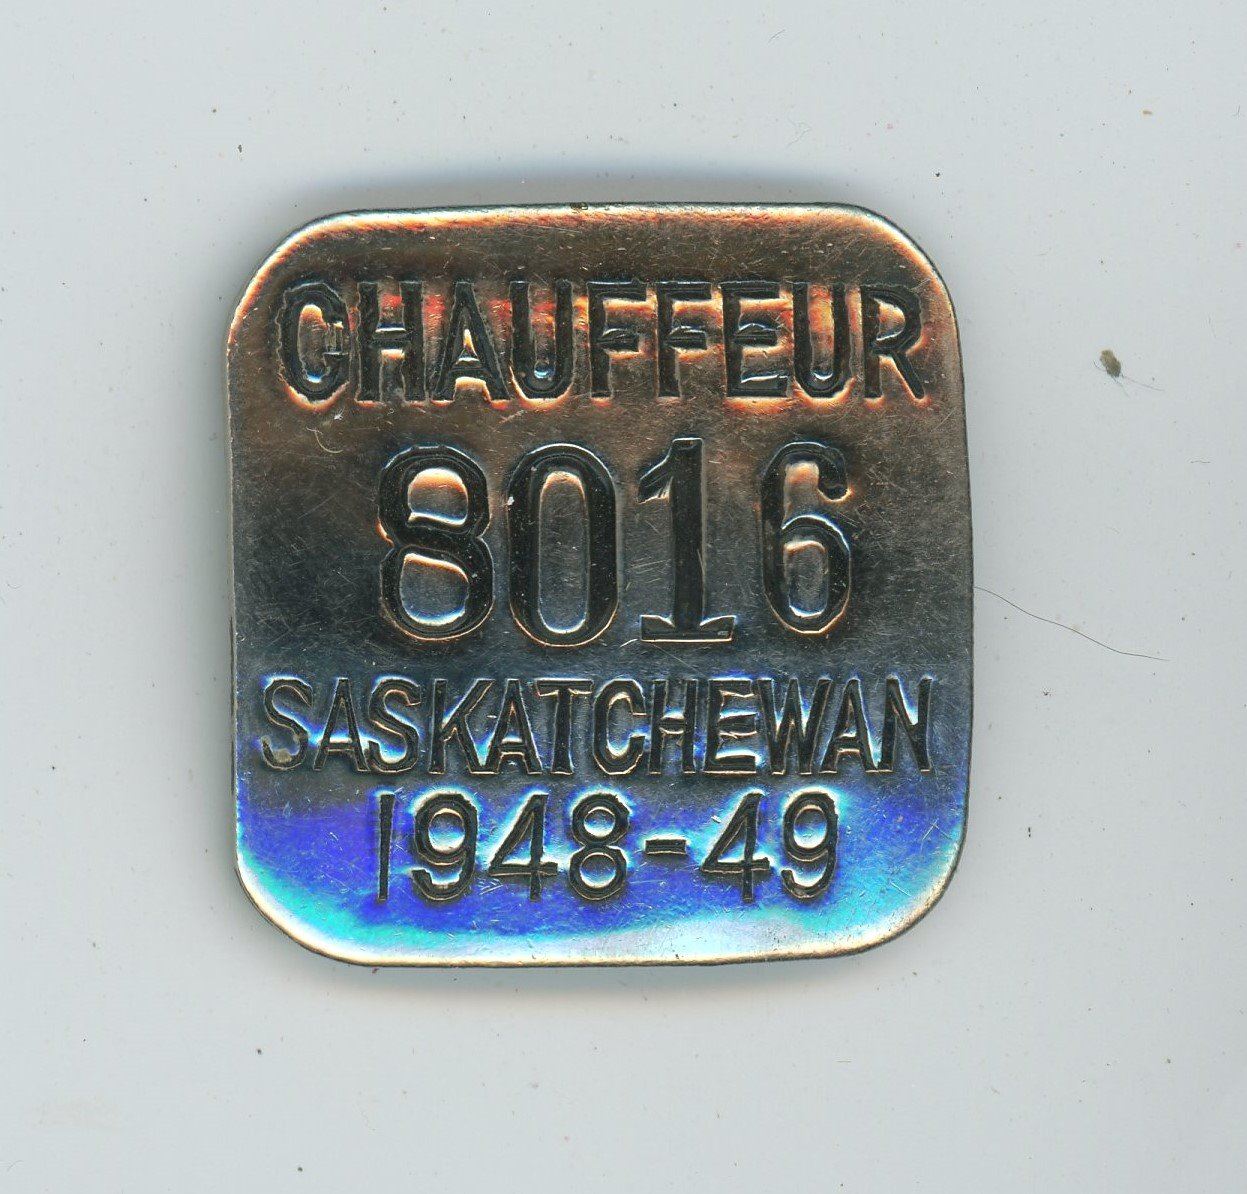 CHAUFFEUR
8016
SASKATCHEWAN
1948-49